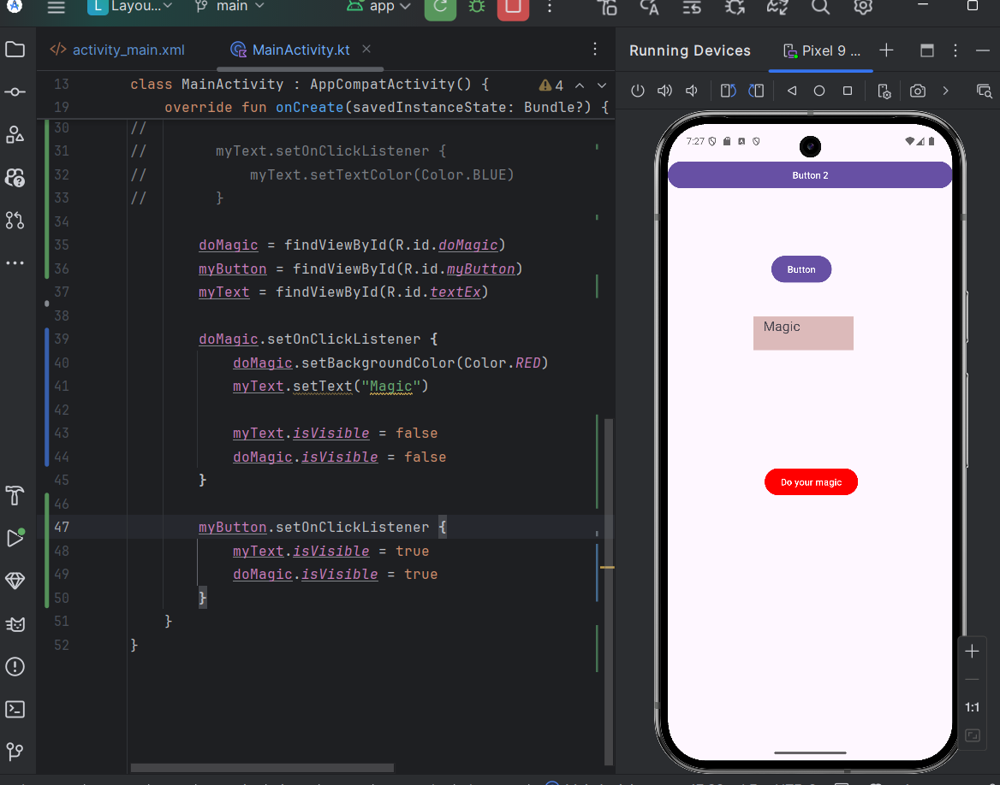 L Layou... main app
activity_main.xml MainActivity.kt
Running Devices Pixel 9 ...
13 class MainActivity : AppCompatActivity() { 4
19 override fun onCreate(savedInstanceState: Bundle?) {
30 //
31 // myText.setOnClickListener {
32 // myText.setTextColor(Color.BLUE)
33 // }
34
35 doMagic = findViewById(R.id.doMagic)
36 myButton = findViewById(R.id.myButton)
37 myText = findViewById(R.id.textEx)
38
39 doMagic.setOnClickListener {
40 doMagic.setBackgroundColor(Color.RED)
41 myText.setText("Magic")
42
43 myText.isVisible = false
44 doMagic.isVisible = false
45 }
46
47 myButton.setOnClickListener {
48 myText.isVisible = true
49 doMagic.isVisible = true
50 }
51 }
52 }
7:27
Button 2
Button
Magic
Do your magic
1:1